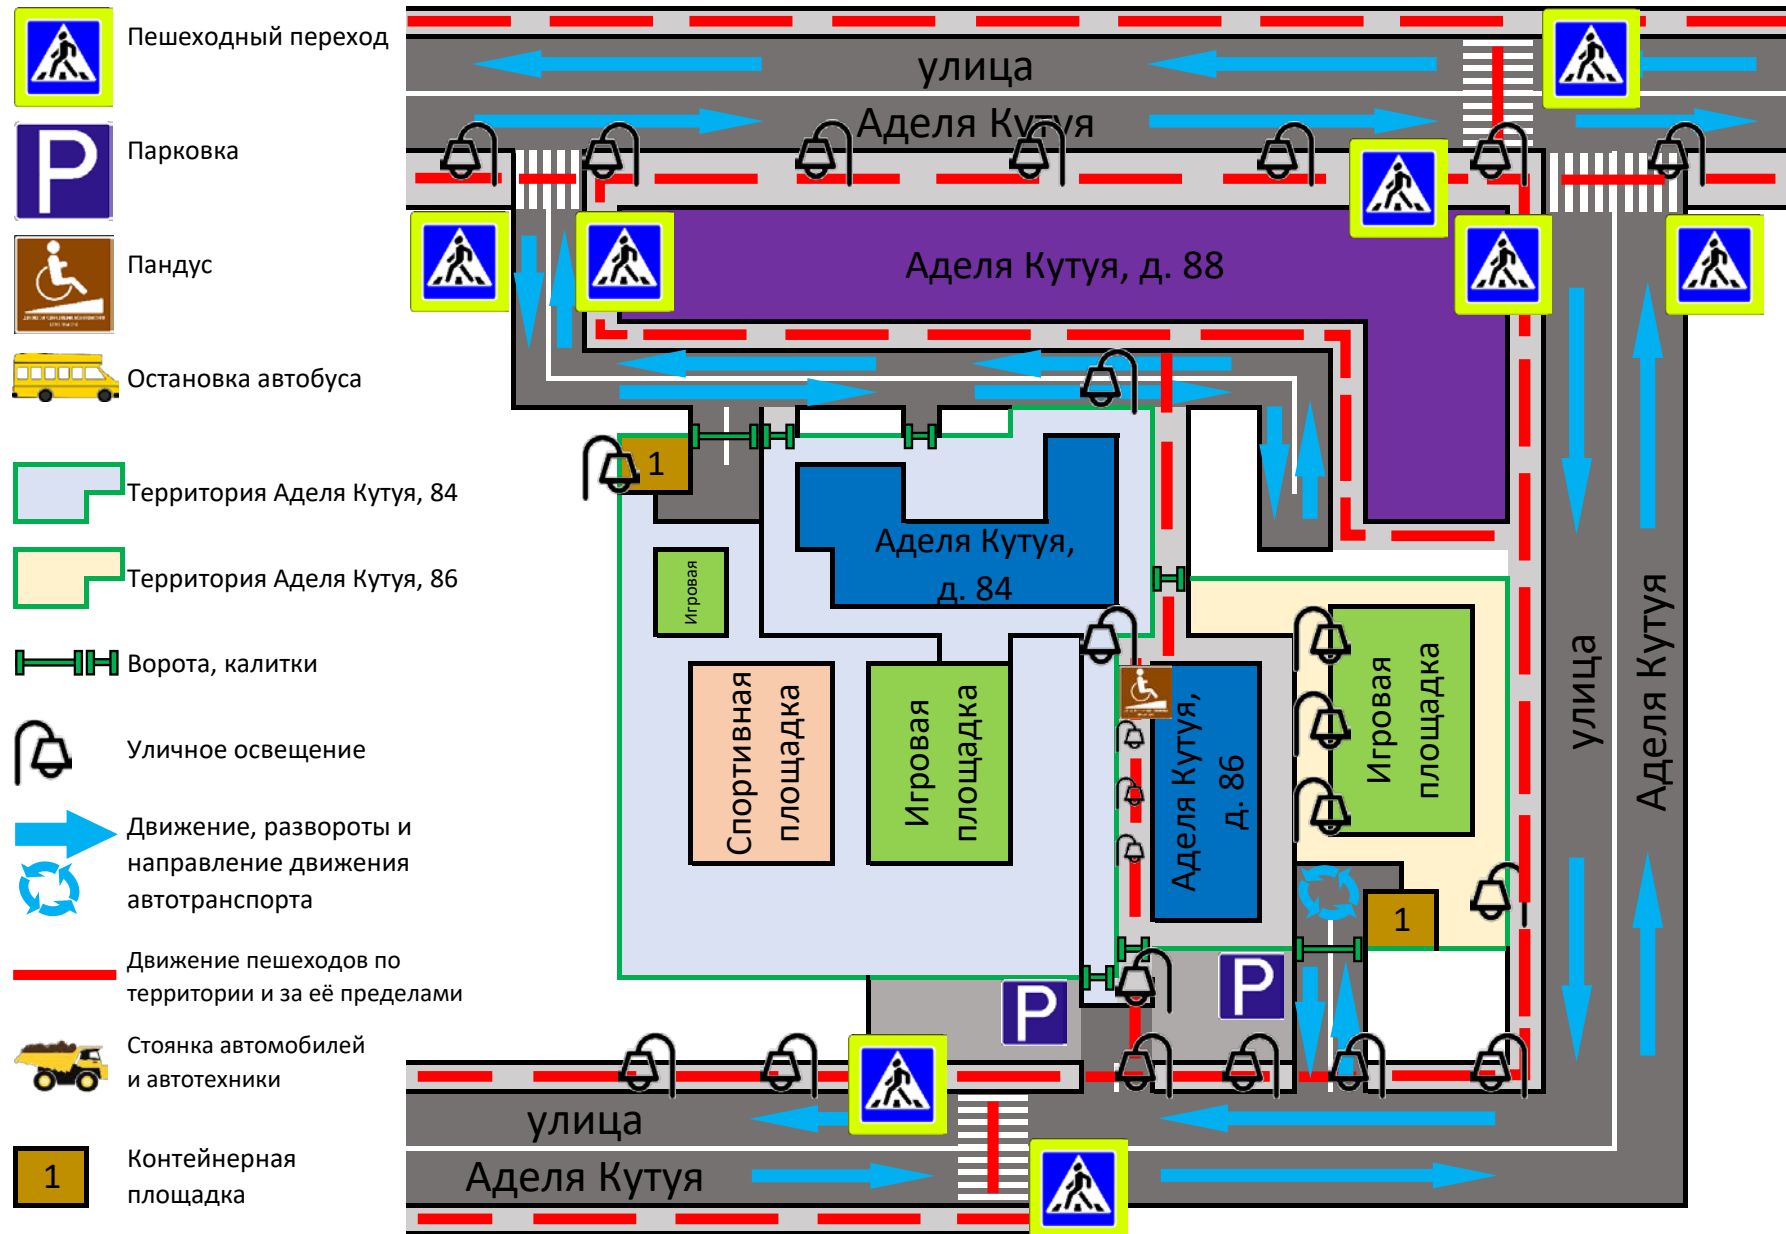 Пешеходный переход
Парковка
Пандус
Остановка автобуса
Территория Аделя Кутуя, 84
Территория Аделя Кутуя, 86
Ворота, калитки
Уличное освещение
Движение, развороты и
направление движения
автотранспорта
Движение пешеходов по
территории и за её пределами
Стоянка автомобилей
и автотехники
1
Контейнерная
площадка
P
улица
Аделя Кутуя
Аделя Кутуя, д. 88
1
Аделя Кутуя,
д. 84
Игровая
Спортивная
площадка
Игровая
площадка
Аделя Кутуя,
д. 86
Игровая
площадка
1
P
P
улица
Аделя Кутуя
улица
Аделя Кутуя